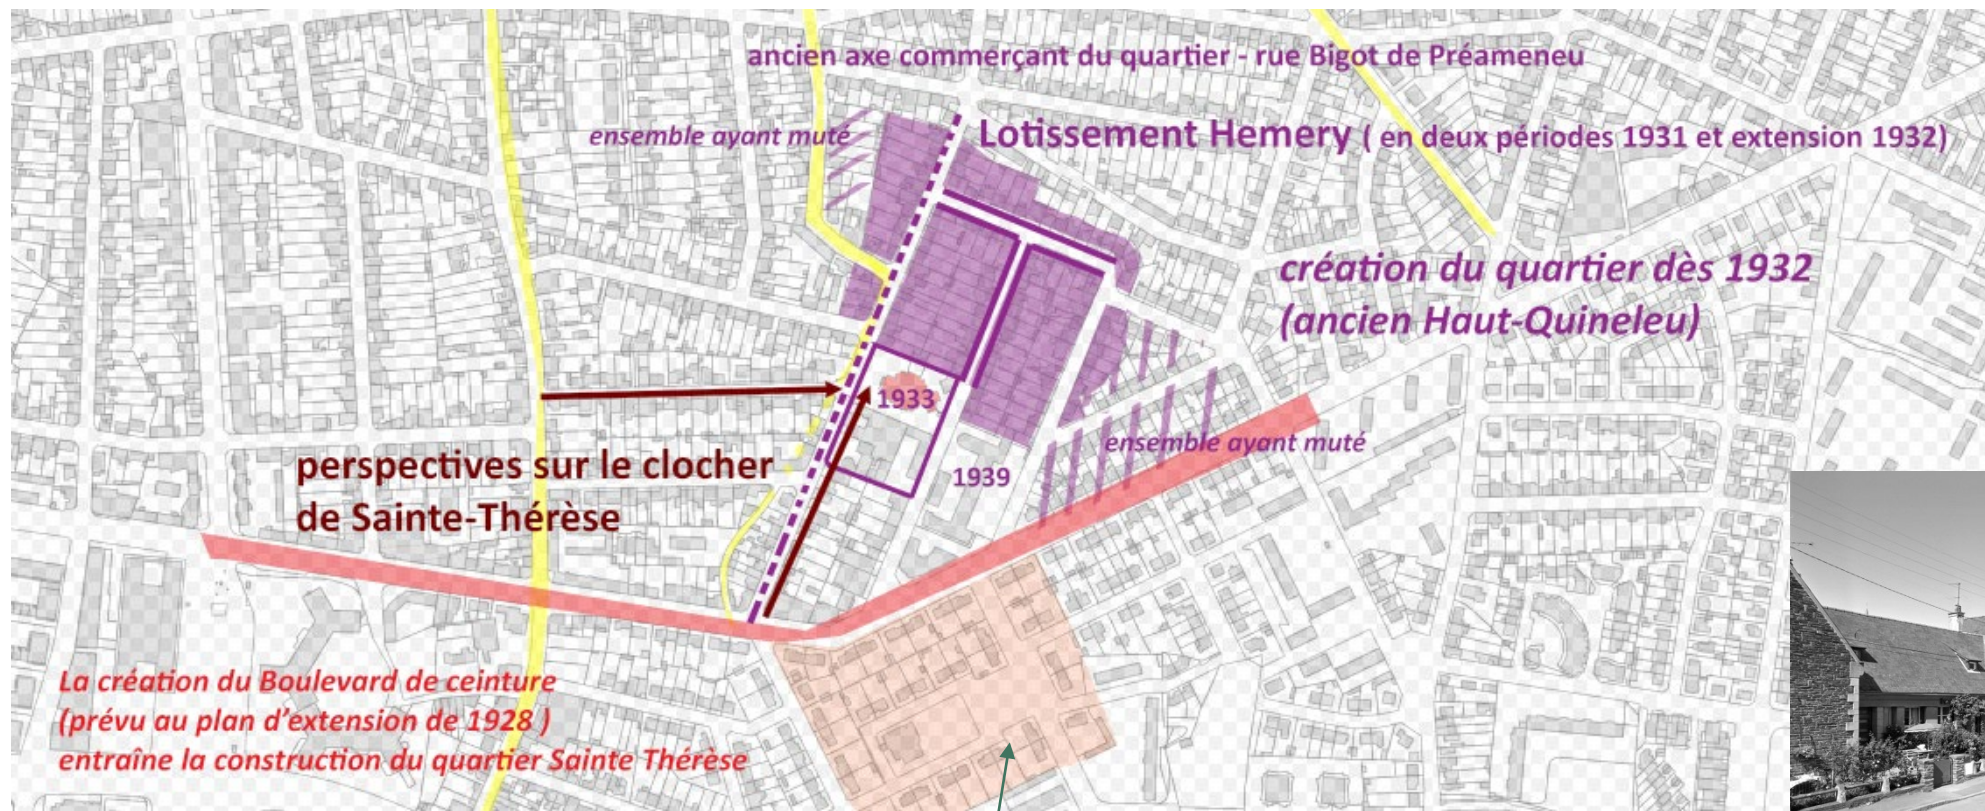 ancien axe commerçant du quartier - rue Bigot de Préameneu
ensemble ayant muté
Lotissement Hemery ( en deux périodes 1931 et extension 1932)
création du quartier dès 1932
(ancien Haut-Quineleu)
1933
ensemble ayant muté
perspectives sur le clocher
de Sainte-Thérèse
1939
La création du Boulevard de ceinture
(prévu au plan d'extension de 1928 )
entraîne la construction du quartier Sainte Thérèse